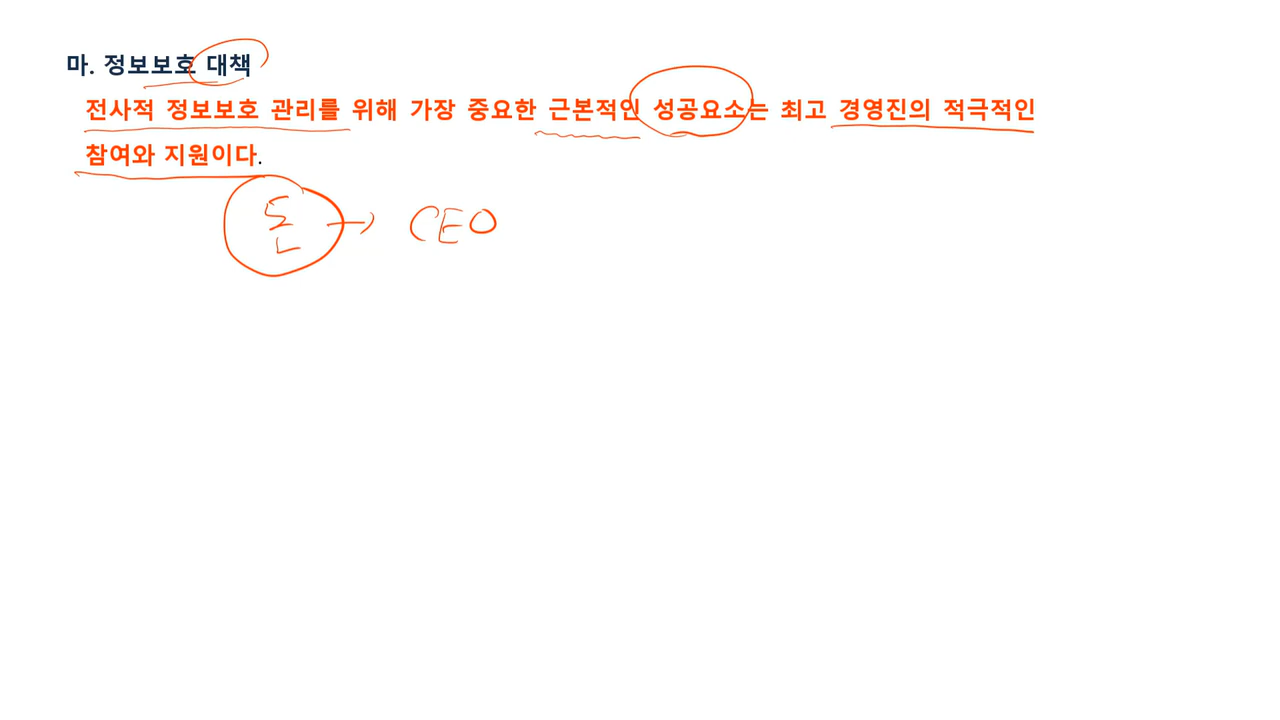 마. 정보보호 대책
전사적 정보보호 관리를 위해 가장 중요한 근본적인 성공요소는 최고 경영진의 적극적인
참여와 지원이다.
돈 → CEO